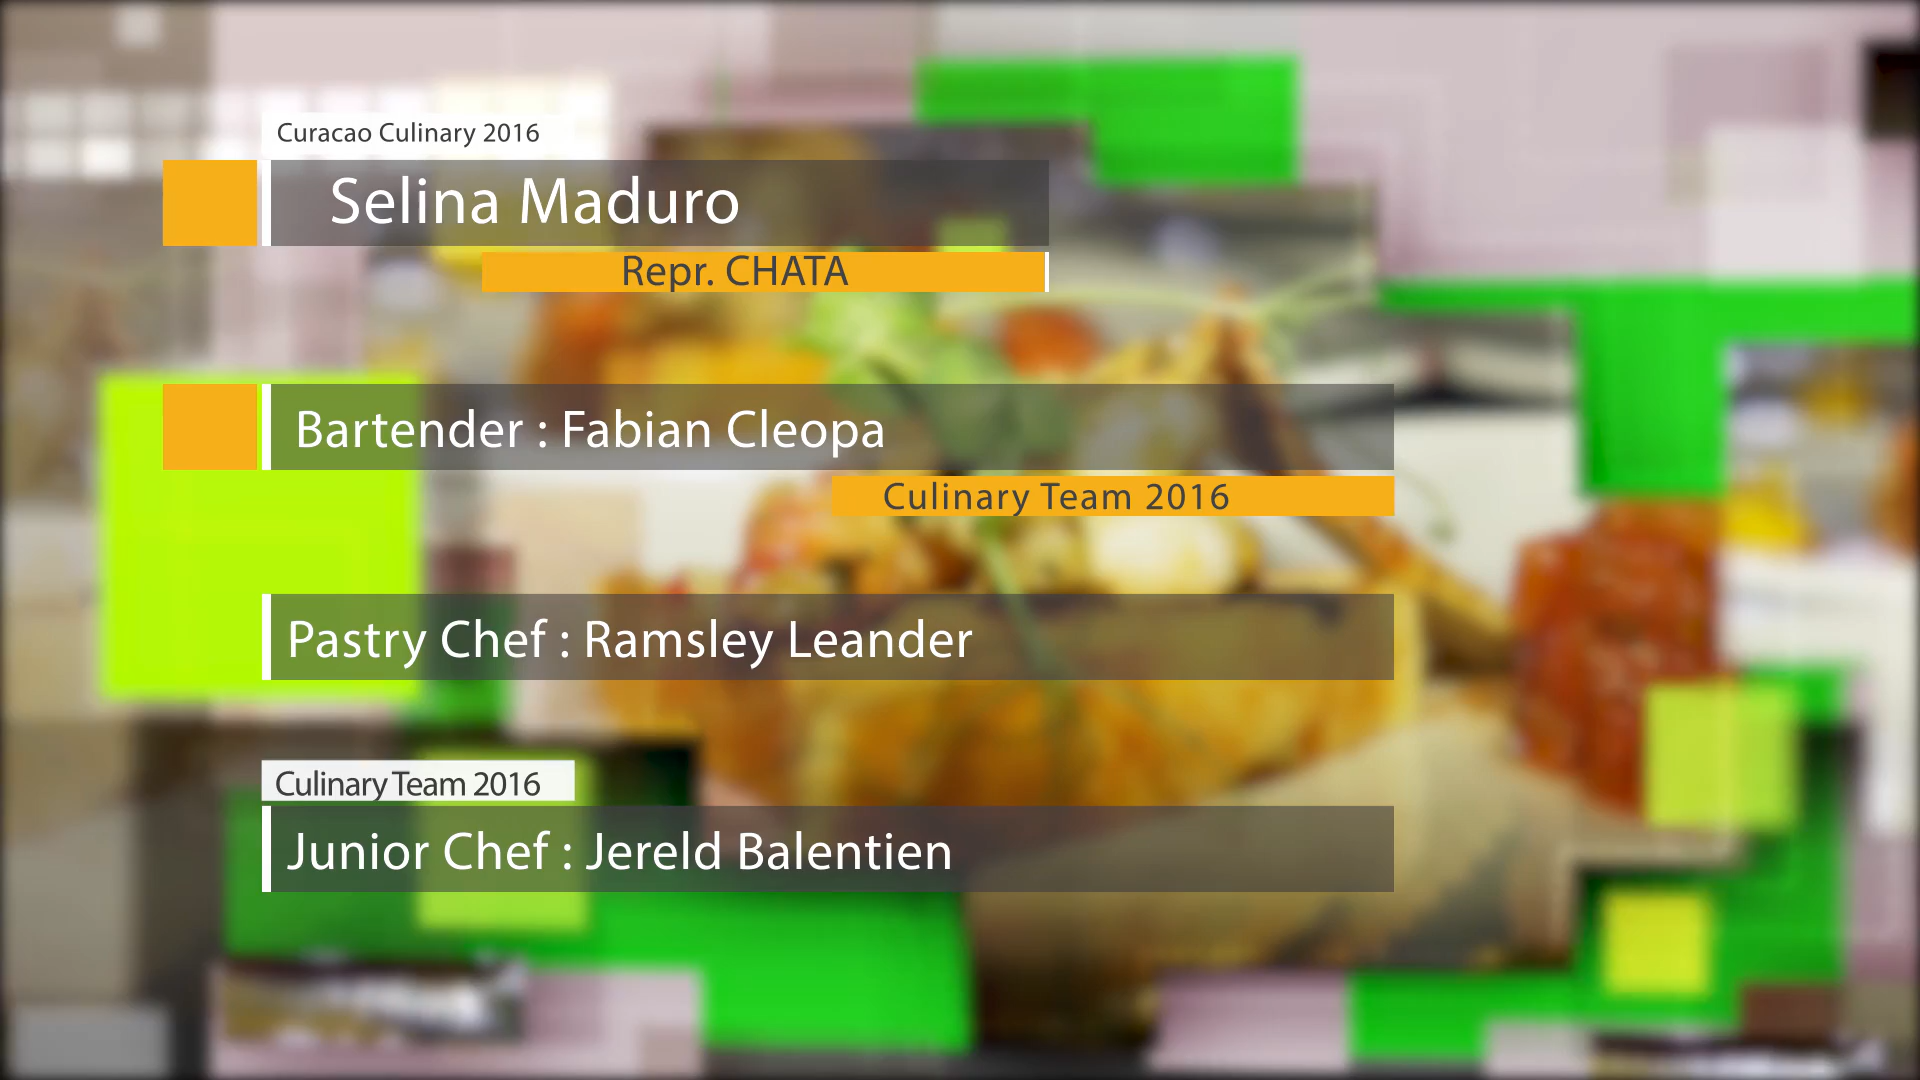 Curacao Culinary 2016
Selina Maduro
Repr. CHATA
Bartender : Fabian Cleopa
Culinary Team 2016
Pastry Chef : Ramsley Leander
Culinary Team 2016
Junior Chef : Jereld Balentien